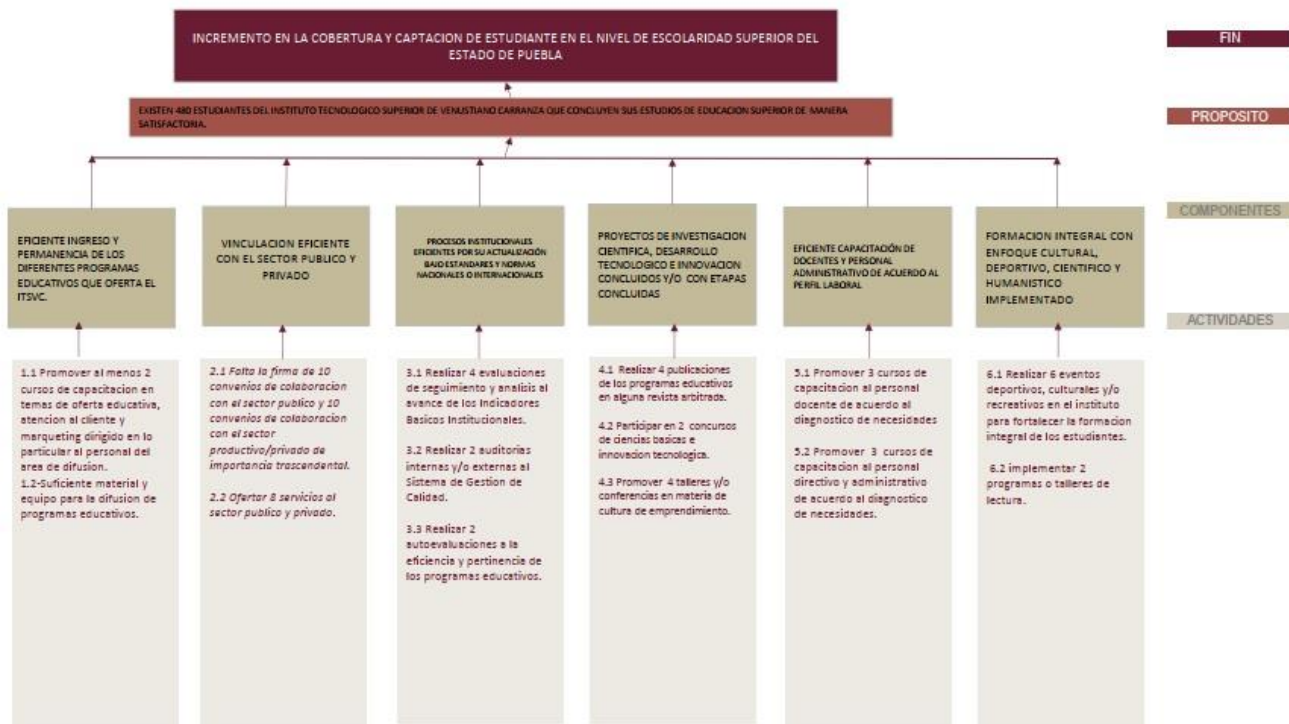 INCREMENTO EN LA COBERTURA Y CAPTACION DE ESTUDIANTE EN EL NIVEL DE ESCOLARIDAD SUPERIOR DEL
ESTADO DE PUEBLA
FIN
EXISTEN 480 ESTUDIANTES DEL INSTITUTO TECNOLOGICO SUPERIOR DE VENUSTIANO CARRANZA QUE CONCLUYEN SUS ESTUDIOS DE EDUCACION SUPERIOR DE MANERA
SATISFACTORIA.
PROPOSITO
EFICIENTE INGRESO Y
PERMANENCIA DE LOS
DIFERENTES PROGRAMAS
EDUCATIVOS QUE OFERTA EL
ITSVC.
VINCULACION EFICIENTE
CON EL SECTOR PUBLICO Y
PRIVADO
PROCESOS INSTITUCIONALES
EFICIENTES POR SU ACTUALIZACIÓN
BAJO ESTANDARES Y NORMAS
NACIONALES O INTERNACIONALES
PROYECTOS DE INVESTIGACION
CIENTIFICA, DESARROLLO
TECNOLOGICO E INNOVACION
CONCLUIDOS Y/O CON ETAPAS
CONCLUIDAS
EFICIENTE CAPACITACIÓN DE
DOCENTES Y PERSONAL
ADMINISTRATIVO DE ACUERDO AL
PERFIL LABORAL
FORMACION INTEGRAL CON
ENFOQUE CULTURAL,
DEPORTIVO, CIENTIFICO Y
HUMANISTICO
IMPLEMENTADO
COMPONENTES
ACTIVIDADES
1.1 Promover al menos 2
cursos de capacitacion en
temas de oferta educativa,
atencion al cliente y
marqueting dirigido en lo
particular al personal del
area de difusion.
1.2-Suficiente material y
equipo para la difusion de
programas educativos.
2.1 Falta la firma de 10
convenios de colaboracion
con el sector publico y 10
convenios de colaboracion
con el sector
productivo/privado de
importancia trascendental.
2.2 Ofertar 8 servicios al
sector publico y privado.
3.1 Realizar 4 evaluaciones
de seguimiento y analisis al
avance de los Indicadores
Basicos Institucionales.
3.2 Realizar 2 auditorias
internas y/o externas al
Sistema de Gestion de
Calidad.
3.3 Realizar 2
autoevaluaciones a la
eficiencia y pertinencia de
los programas educativos.
4.1 Realizar 4 publicaciones
de los programas educativos
en alguna revista arbitrada.
4.2 Participar en 2 concursos
de ciencias basicas e
innovacion tecnologica.
4.3 Promover 4 talleres y/o
conferencias en materia de
cultura de emprendimiento.
5.1 Promover 3 cursos de
capacitacion al personal
docente de acuerdo al
diagnostico de necesidades
5.2 Promover 3 cursos de
capacitacion al personal
directivo y administrativo
de acuerdo al diagnostico de
necesidades.
6.1 Realizar 6 eventos
deportivos, culturales y/o
recreativos en el instituto
para fortalecer la formacion
integral de los estudiantes.
6.2 implementar 2
programas o talleres de
lectura.